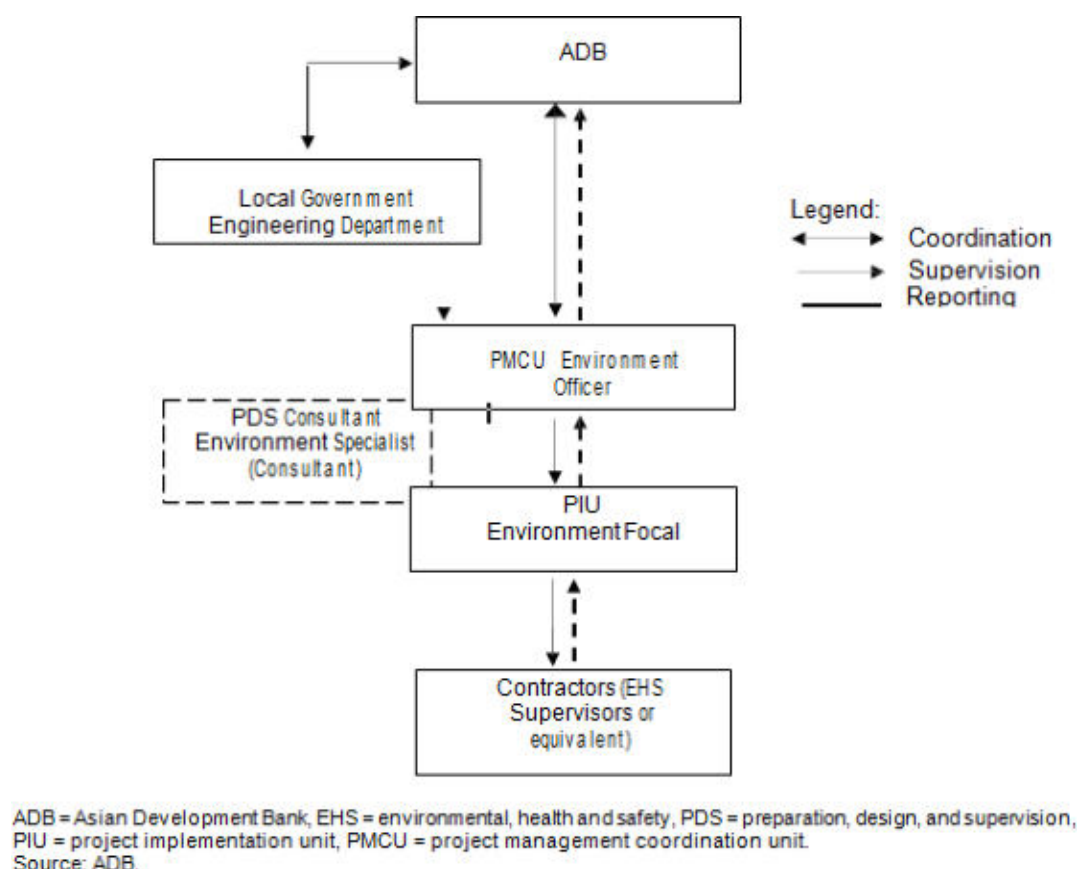 ADB
Local Government
Engineering Department
Legend:
Coordination
Supervision
Reporting
PMCU Environment
Officer
PDS Consultant
Environment Specialist
(Consultant)
PIU
Environment Focal
Contractors (EHS
Supervisors or
equivalent)
ADB = Asian Development Bank, EHS = environmental, health and safety, PDS = preparation, design, and supervision,
PIU = project implementation unit, PMCU = project management coordination unit.
Source: ADB.